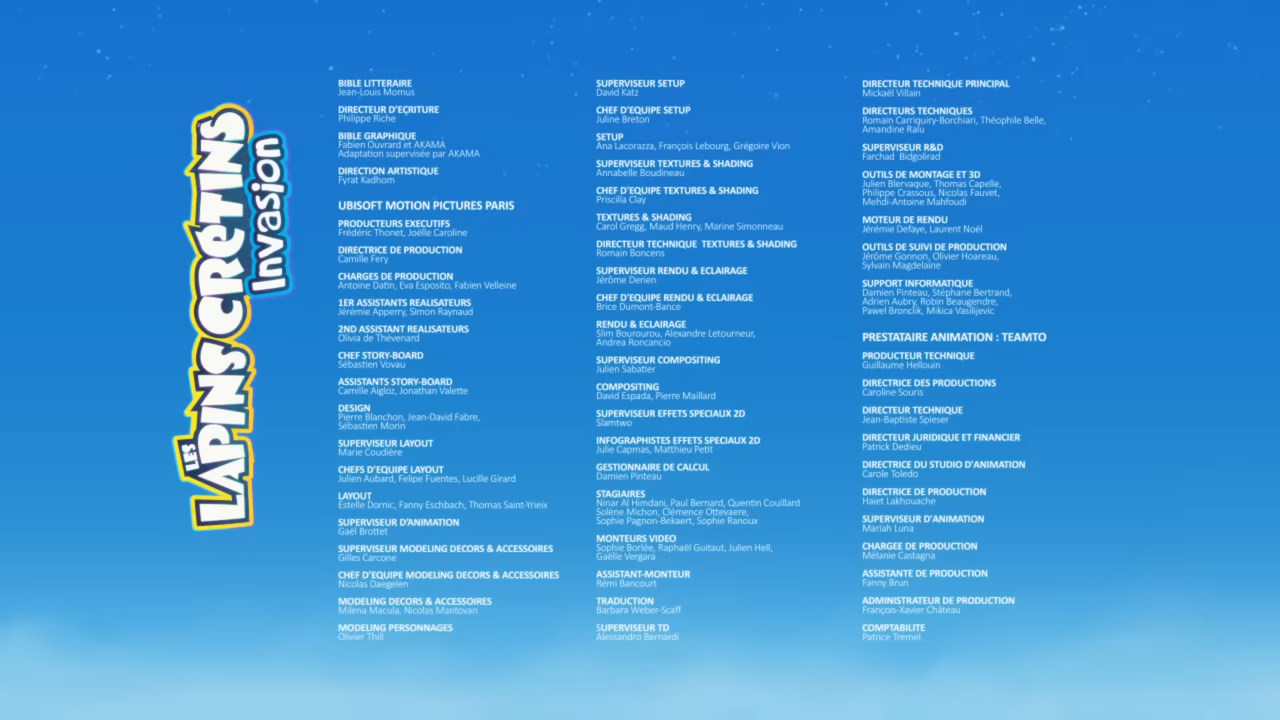 LES
LAPINS CRETINS
Invasion
BIBLE LITTERAIRE
Jean-Louis Momus
DIRECTEUR D'EÇRITURE
Philippe Riche
BIBLE GRAPHIQUE
Fabien Ouvrard et AKAMA
Adaptation supervisée par AKAMA
DIRECTION ARTISTIQUE
Fyrat Kadhom
UBISOFT MOTION PICTURES PARIS
PRODUCTEURS EXECUTIFS
Frédéric Thonet, Joëlle Caroline
DIRECTRICE DE PRODUCTION
Camille Fery
CHARGES DE PRODUCTION
Antoine Datin, Eva Esposito, Fabien Velleine
1ER ASSISTANTS REALISATEURS
Jérémie Apperry, Simon Raynaud
2ND ASSISTANT REALISATEURS
Olivia de Thévenard
CHEF STORY-BOARD
Sébastien Vovau
ASSISTANTS STORY-BOARD
Camille Aigloz, Jonathan Valette
DESIGN
Pierre Blanchon, Jean-David Fabre,
Sébastien Morin
SUPERVISEUR LAYOUT
Marie Coudière
CHEFS D'EQUIPE LAYOUT
Julien Aubard, Felipe Fuentes, Lucille Girard
LAYOUT
Estelle Dornic, Fanny Eschbach, Thomas Saint-Yrieix
SUPERVISEUR D'ANIMATION
Gaël Brottet
SUPERVISEUR MODELING DECORS & ACCESSOIRES
Gilles Carcone
CHEF D'EQUIPE MODELING DECORS & ACCESSOIRES
Nicolas Daegelen
MODELING DECORS & ACCESSOIRES
Milena Macula, Nicolas Mantovan
MODELING PERSONNAGES
Olivier Thill
SUPERVISEUR SETUP
David Katz
CHEF D'EQUIPE SETUP
Juline Breton
SETUP
Ana Lacorazza, François Lebourg, Grégoire Vion
SUPERVISEUR TEXTURES & SHADING
Annabelle Boudineau
CHEF D'EQUIPE TEXTURES & SHADING
Priscilla Clay
TEXTURES & SHADING
Carol Gregg, Maud Henry, Marine Simonneau
DIRECTEUR TECHNIQUE TEXTURES & SHADING
Romain Boncens
SUPERVISEUR RENDU & ECLAIRAGE
Jérôme Derien
CHEF D'EQUIPE RENDU & ECLAIRAGE
Brice Dumont-Bance
RENDU & ECLAIRAGE
Slim Bourourou, Alexandre Letourneur,
Andrea Roncancio
SUPERVISEUR COMPOSITING
Julien Sabatier
COMPOSITING
David Espada, Pierre Maillard
SUPERVISEUR EFFETS SPECIAUX 2D
Slamtwo
INFOGRAPHISTES EFFETS SPECIAUX 2D
Julie Capmas, Matthieu Petit
GESTIONNAIRE DE CALCUL
Damien Pinteau
STAGIAIRES
Ninar Al Himdani, Paul Bernard, Quentin Couillard
Solène Michon, Clémence Ottevaere,
Sophie Pagnon-Bekaert, Sophie Ranoux
MONTEURS VIDEO
Sophie Borlée, Raphaël Guitaut, Julien Hell,
Gaëlle Vergara
ASSISTANT-MONTEUR
Rémi Bancourt
TRADUCTION
Barbara Weber-Scaff
SUPERVISEUR TD
Alessandro Bernardi
DIRECTEUR TECHNIQUE PRINCIPAL
Mickaël Villain
DIRECTEURS TECHNIQUES
Romain Carriquiry-Borchiari, Théophile Belle,
Amandine Ralu
SUPERVISEUR R&D
Farchad Bidgolirad
OUTILS DE MONTAGE ET 3D
Julien Blervaque, Thomas Capelle,
Philippe Crassous, Nicolas Fauvet,
Mehdi-Antoine Mahfoudi
MOTEUR DE RENDU
Jérémie Defaye, Laurent Noël
OUTILS DE SUIVI DE PRODUCTION
Jérôme Gonnon, Olivier Hoareau,
Sylvain Magdelaine
SUPPORT INFORMATIQUE
Damien Pinteau, Stéphane Bertrand,
Adrien Aubry, Robin Beaugendre,
Pawel Bronclik, Mikica Vasilijevic
PRESTATAIRE ANIMATION : TEAMTO
PRODUCTEUR TECHNIQUE
Guillaume Hellouin
DIRECTRICE DES PRODUCTIONS
Caroline Souris
DIRECTEUR TECHNIQUE
Jean-Baptiste Spieser
DIRECTEUR JURIDIQUE ET FINANCIER
Patrick Dedieu
DIRECTRICE DU STUDIO D'ANIMATION
Carole Toledo
DIRECTRICE DE PRODUCTION
Haiet Lakhouache
SUPERVISEUR D'ANIMATION
Mariah Luna
CHARGEE DE PRODUCTION
Mélanie Castagna
ASSISTANTE DE PRODUCTION
Fanny Brun
ADMINISTRATEUR DE PRODUCTION
François-Xavier Château
COMPTABILITE
Patrice Tremel